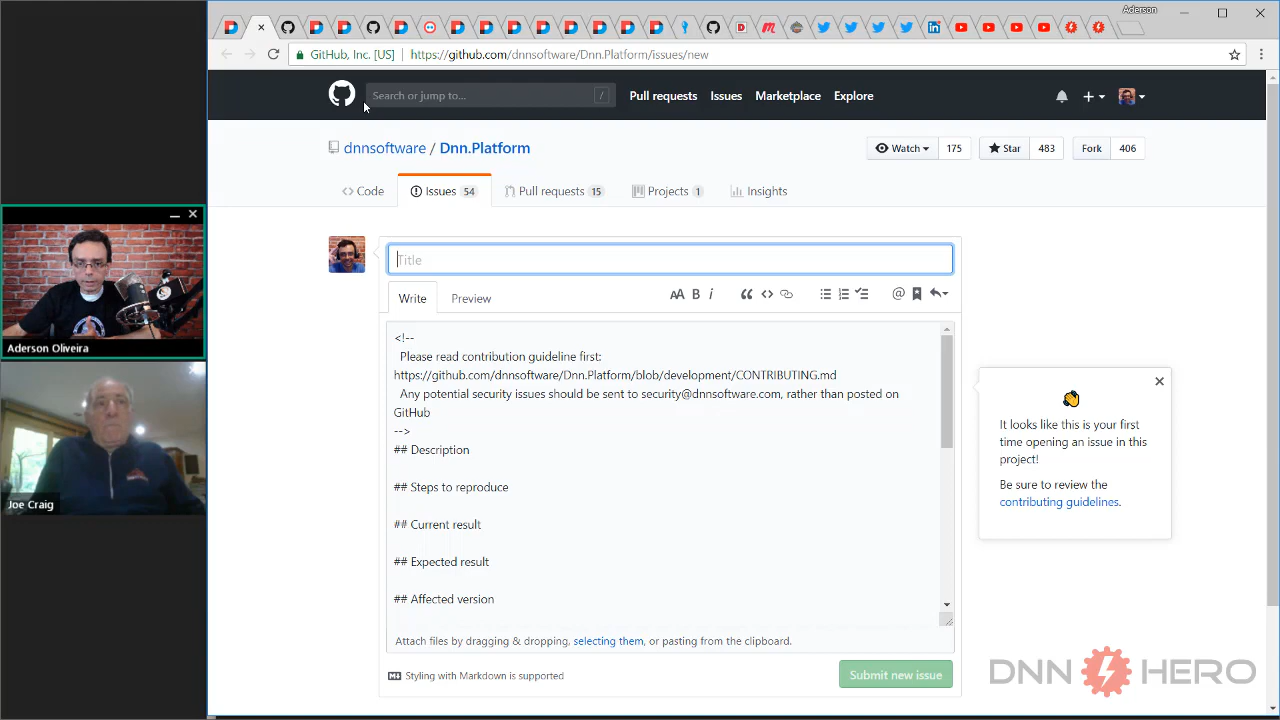 Aderson
GitHub, Inc. [US]
https://github.com/dnnsoftware/Dnn.Platform/issues/new
Search or jump to...
/
Pull requests
Issues
Marketplace
Explore
dnnsoftware / Dnn.Platform
Watch
175
Star
483
Fork
406
<> Code
Issues 54
Pull requests 15
Projects 1
Insights
Title
Write
Preview
AA B i
<!--
Please read contribution guideline first:
https://github.com/dnnsoftware/Dnn.Platform/blob/development/CONTRIBUTING.md
Any potential security issues should be sent to security@dnnsoftware.com, rather than posted on
GitHub
-->
## Description
## Steps to reproduce
## Current result
## Expected result
## Affected version
Attach files by dragging & dropping, selecting them, or pasting from the clipboard.
Styling with Markdown is supported
Submit new issue
It looks like this is your first
time opening an issue in this
project!
Be sure to review the
contributing guidelines.
Aderson Oliveira
Joe Craig
DNN HERO